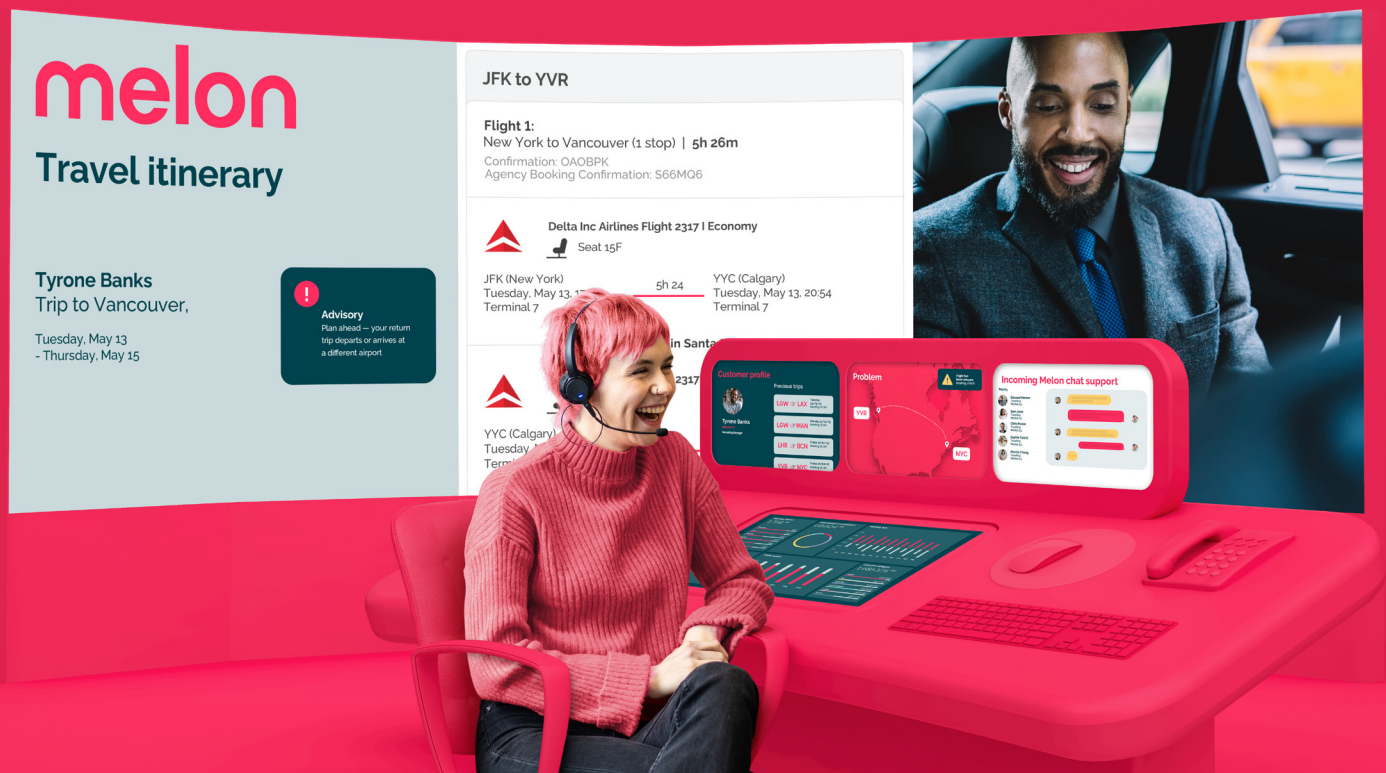 melon
Travel itinerary
Tyrone Banks
Trip to Vancouver,
Tuesday, May 13
- Thursday, May 15
!
Advisory
Plan ahead — your return
trip departs or arrives at
a different airport
JFK to YVR
Flight 1:
New York to Vancouver (1 stop) | 5h 26m
Confirmation: OAOBPK
Agency Booking Confirmation: S66MQ6
Delta Inc Airlines Flight 2317 I Economy
Seat 15F
JFK (New York)
Tuesday, May 13,
Terminal 7
5h 24
YYC (Calgary)
Tuesday, May 13, 20:54
Terminal 7
in Santa
2317
YYC (Calgary)
Tuesday,
Customer profile
Tyrone Banks
Previous trips
LGW LAX
LGW MAN
LHR BCN
YVR NYC
Problem
YVR
NYC
Incoming Melon chat support